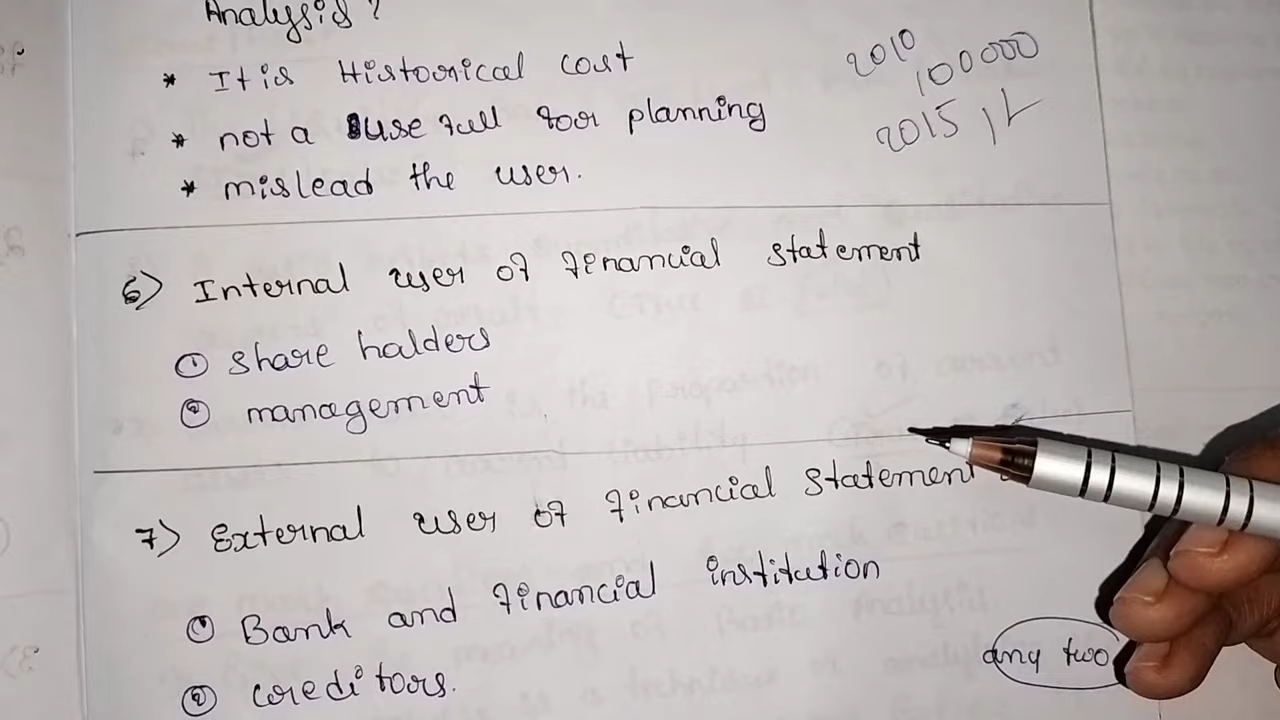 Analysis?
* It is Historical cost
* not a use full for planning
* mislead the user.
2010
100000
2015 1L
6) Internal user of Financial statement
① Share halders
② management
7) External user of Financial Statement
① Bank and Financial institution
② creditors.
any two